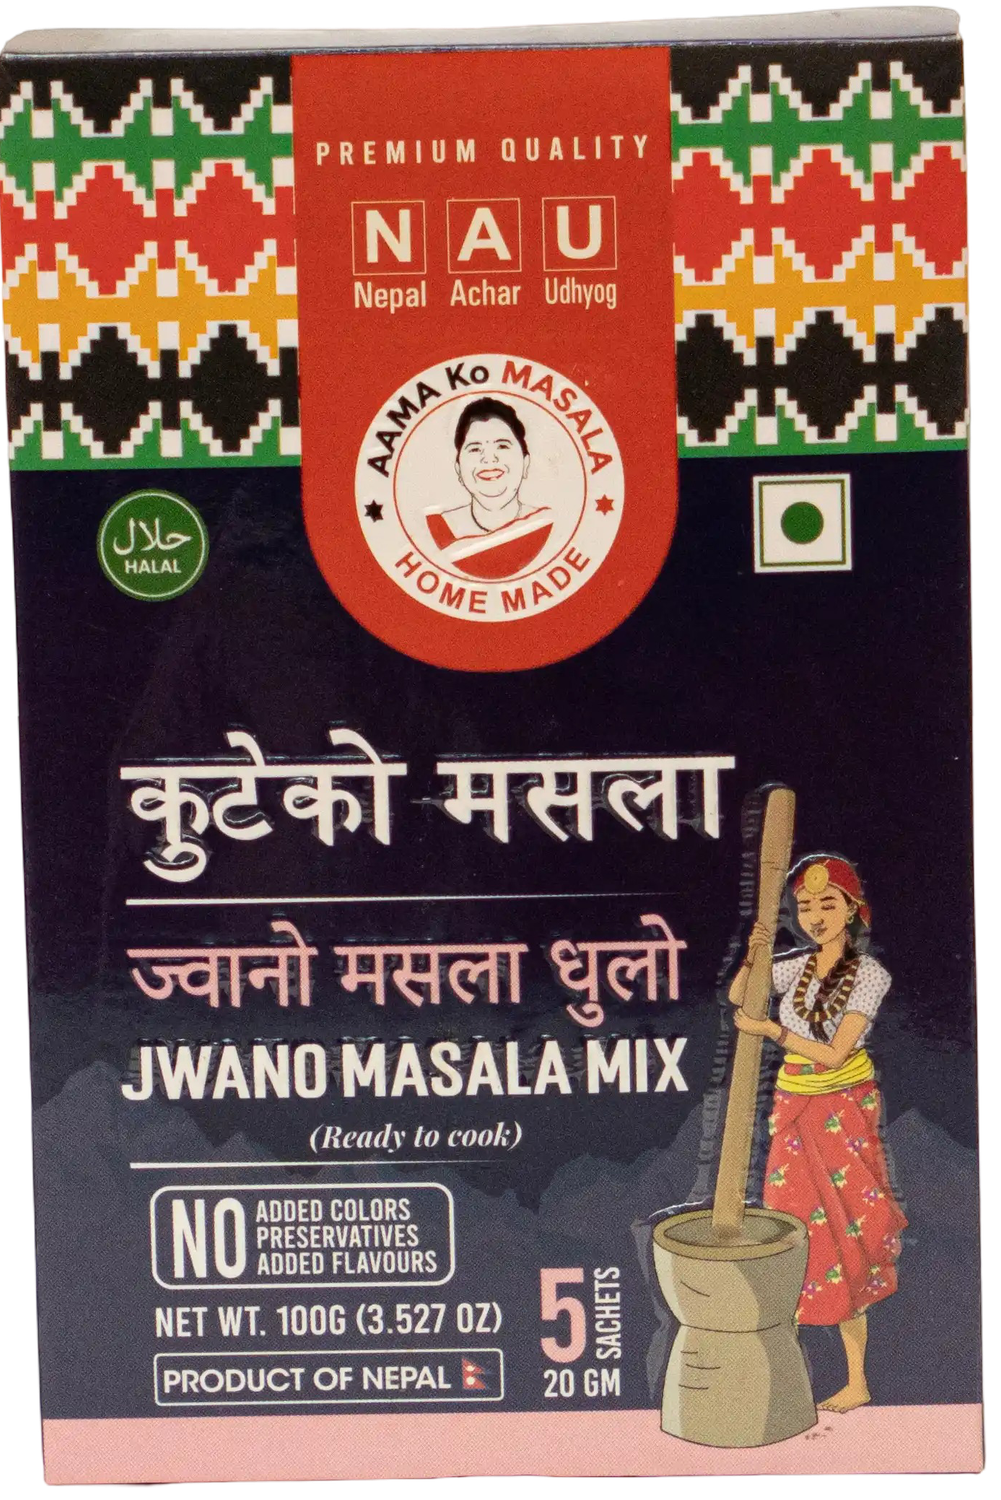 PREMIUM QUALITY
N A U
Nepal Achar Udhyog
AAMA Ko MASALA
HOME MADE
حلال
HALAL
कुटेको मसला
ज्वानो मसला धुलो
JWANO MASALA MIX
(Ready to cook)
NO ADDED COLORS
PRESERVATIVES
ADDED FLAVOURS
NET WT. 100G (3.527 OZ)
PRODUCT OF NEPAL
5 SACHETS
20 GM